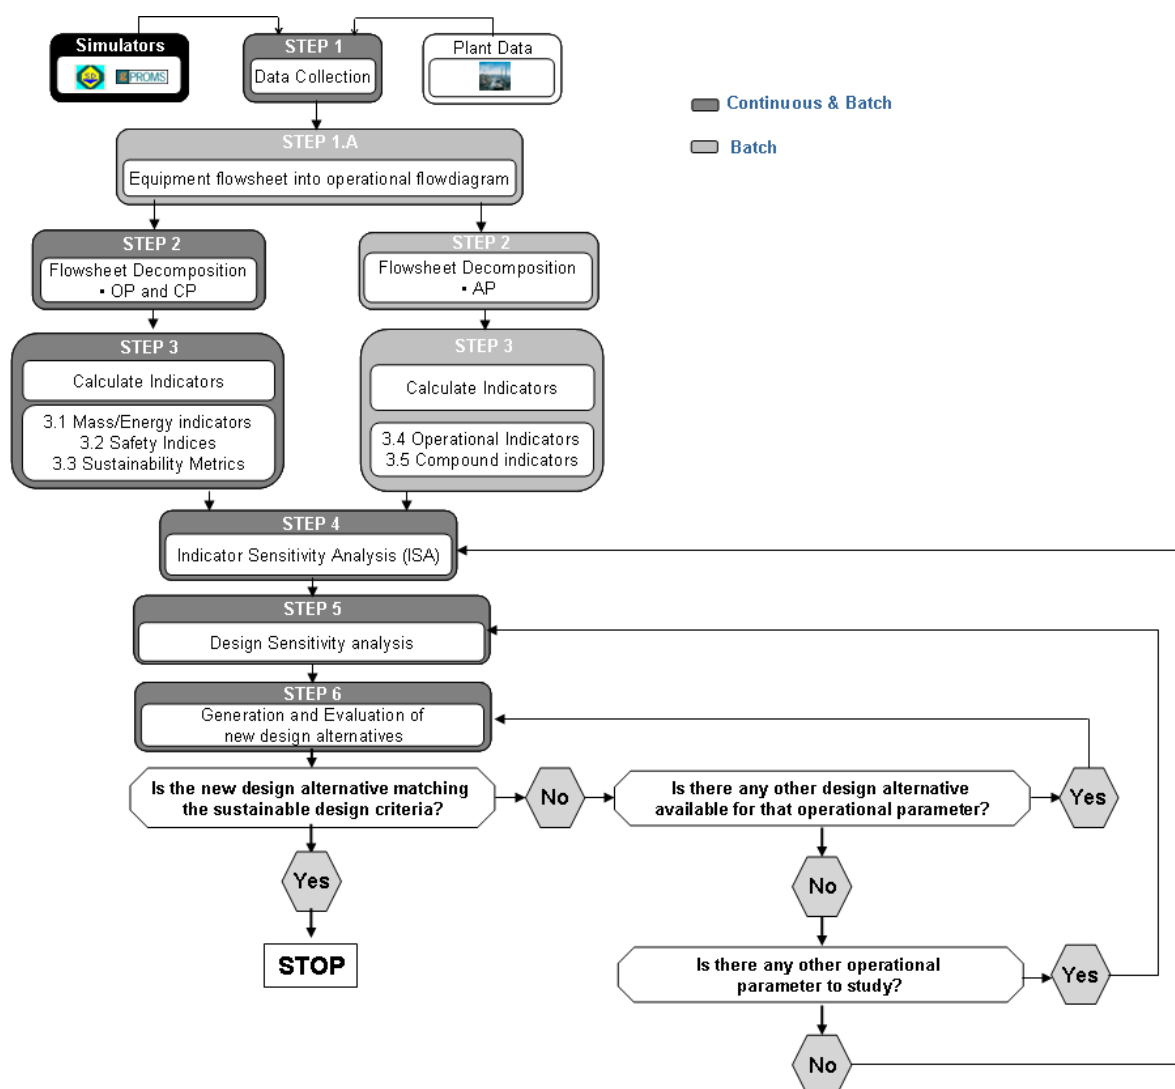 Simulators
PROMS
STEP 1
Data Collection
Plant Data
Continuous & Batch
Batch
STEP 1.A
Equipment flowsheet into operational flowdiagram
STEP 2
Flowsheet Decomposition
▪ OP and CP
STEP 2
Flowsheet Decomposition
▪ AP
STEP 3
Calculate Indicators
3.1 Mass/Energy indicators
3.2 Safety Indices
3.3 Sustainability Metrics
STEP 3
Calculate Indicators
3.4 Operational Indicators
3.5 Compound indicators
STEP 4
Indicator Sensitivity Analysis (ISA)
STEP 5
Design Sensitivity analysis
STEP 6
Generation and Evaluation of
new design alternatives
Is the new design alternative matching
the sustainable design criteria?
No
Is there any other design alternative
available for that operational parameter?
Yes
Yes
No
STOP
Is there any other operational
parameter to study?
Yes
No